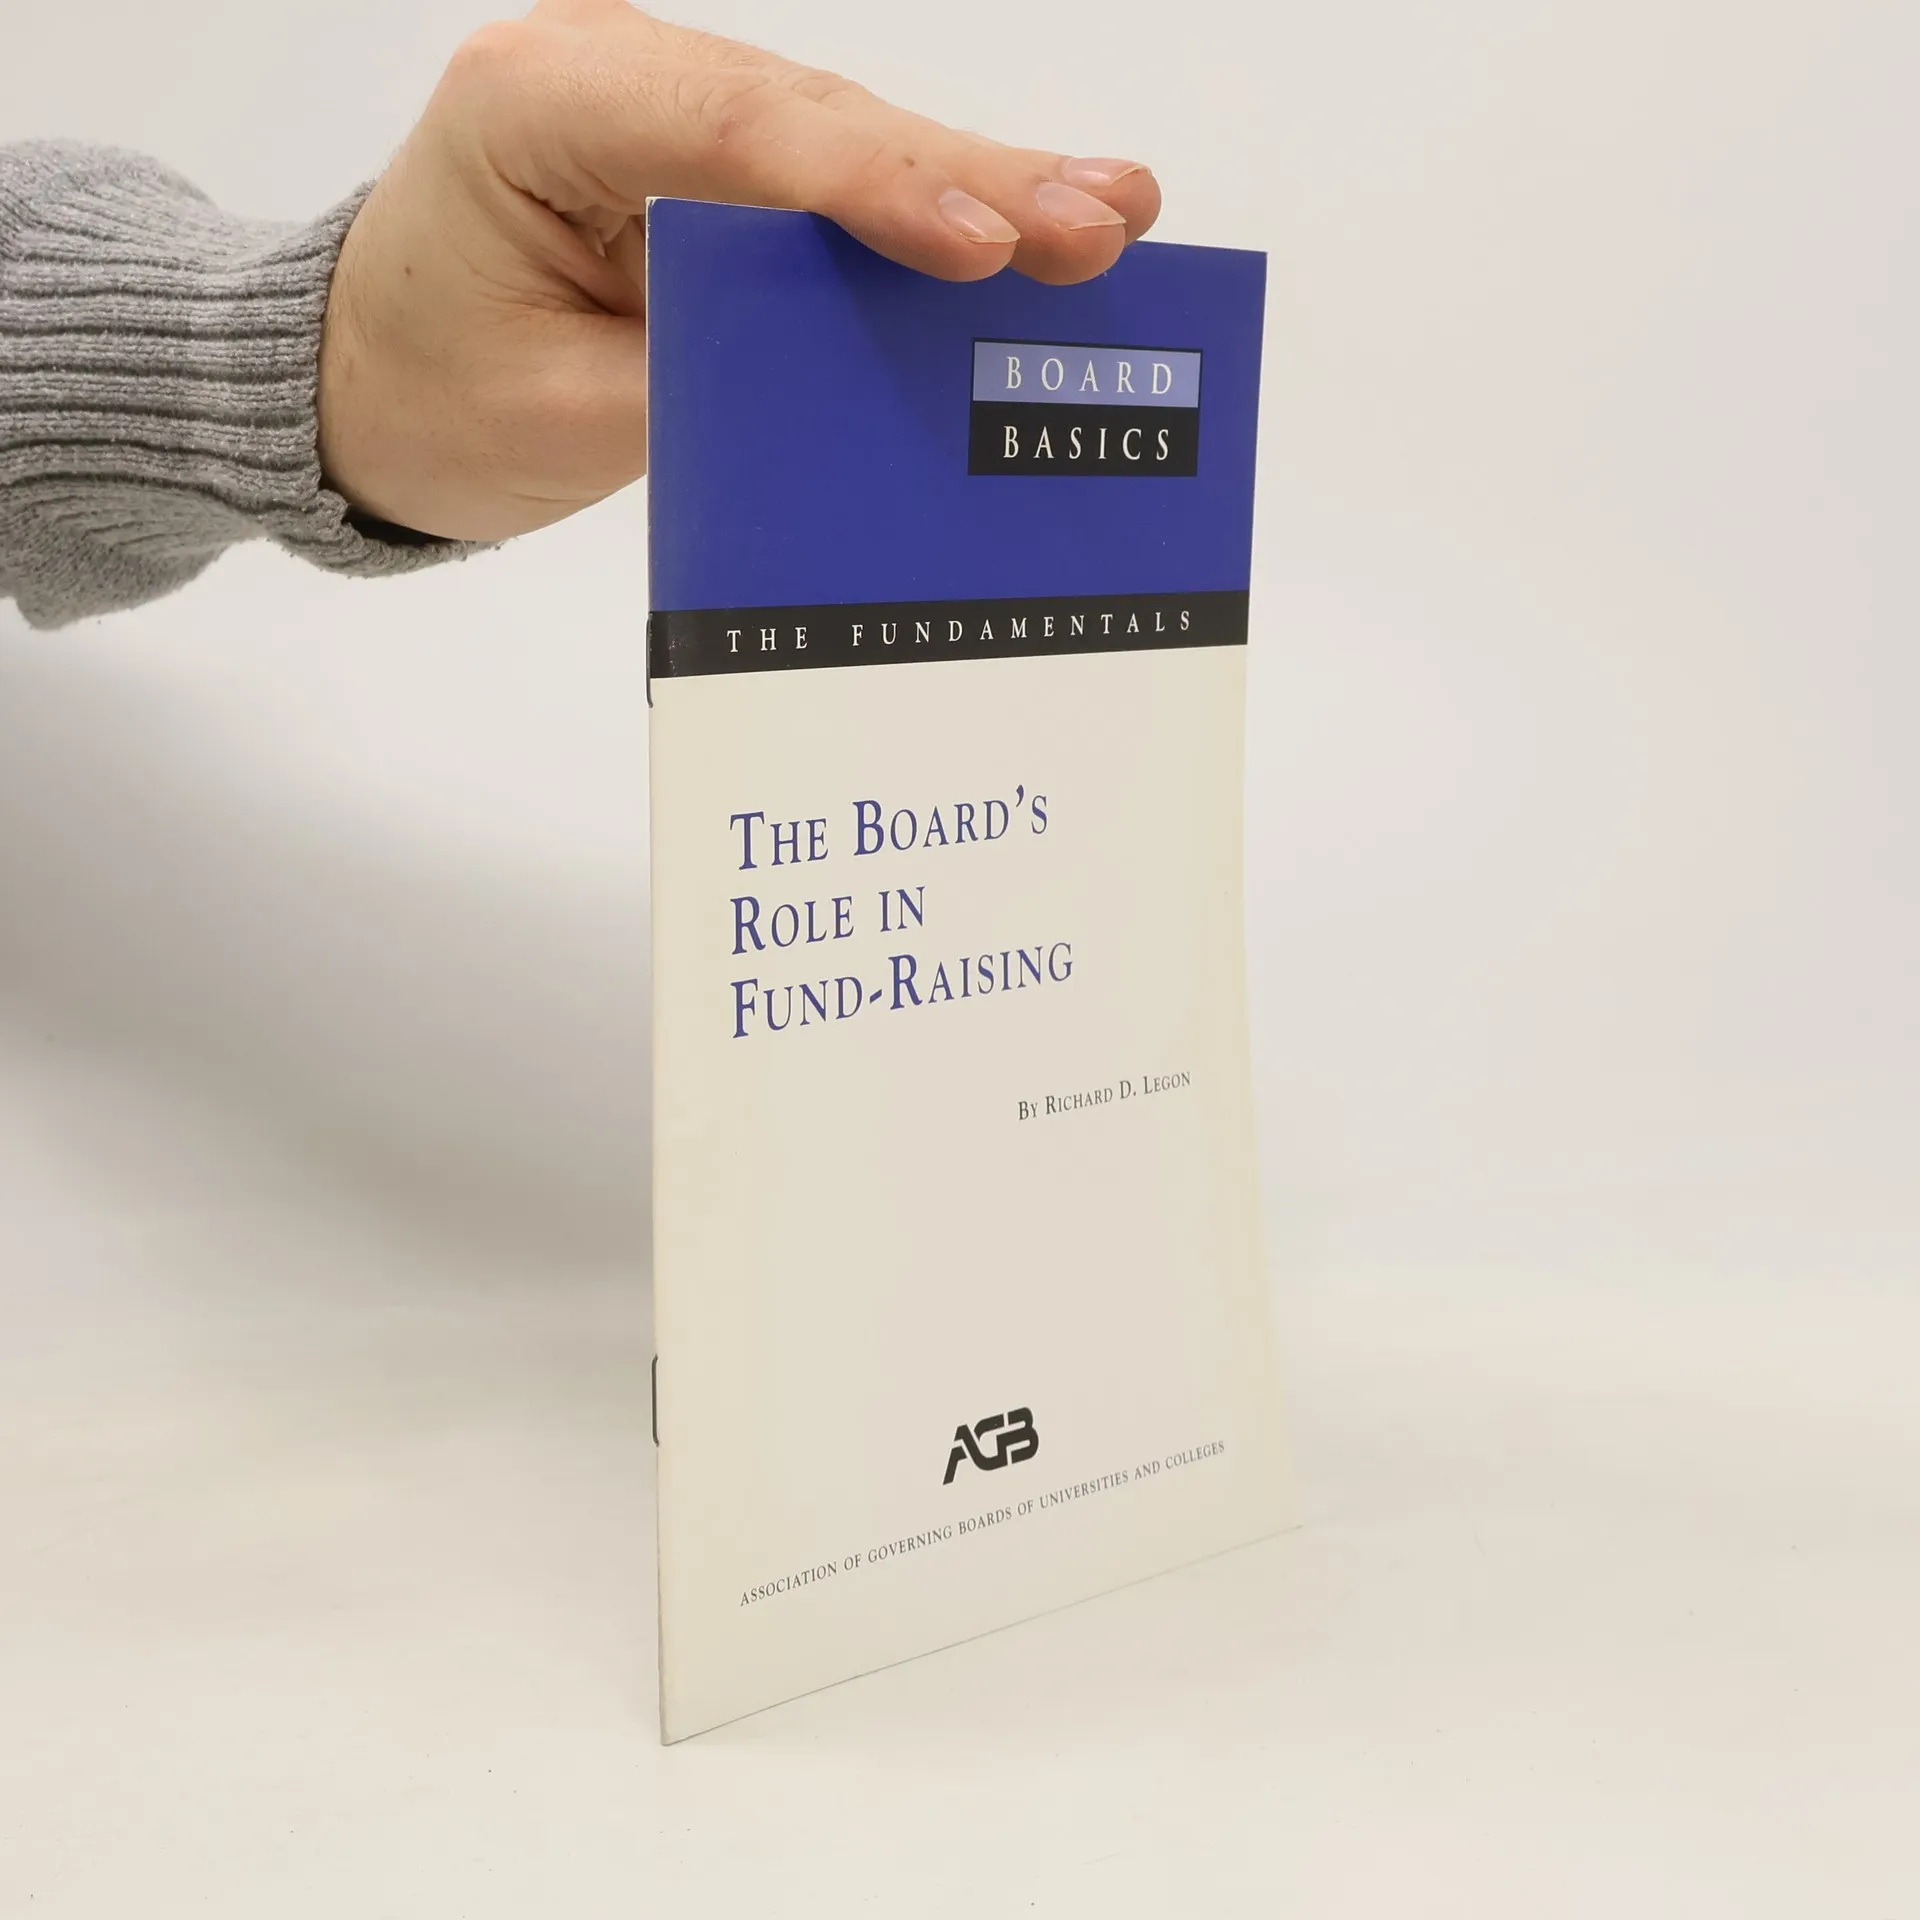 BOARD
BASICS
THE FUNDAMENTALS
THE BOARD'S
ROLE IN
FUND-RAISING
BY RICHARD D. LEGON
AGB
ASSOCIATION OF GOVERNING BOARDS OF UNIVERSITIES AND COLLEGES